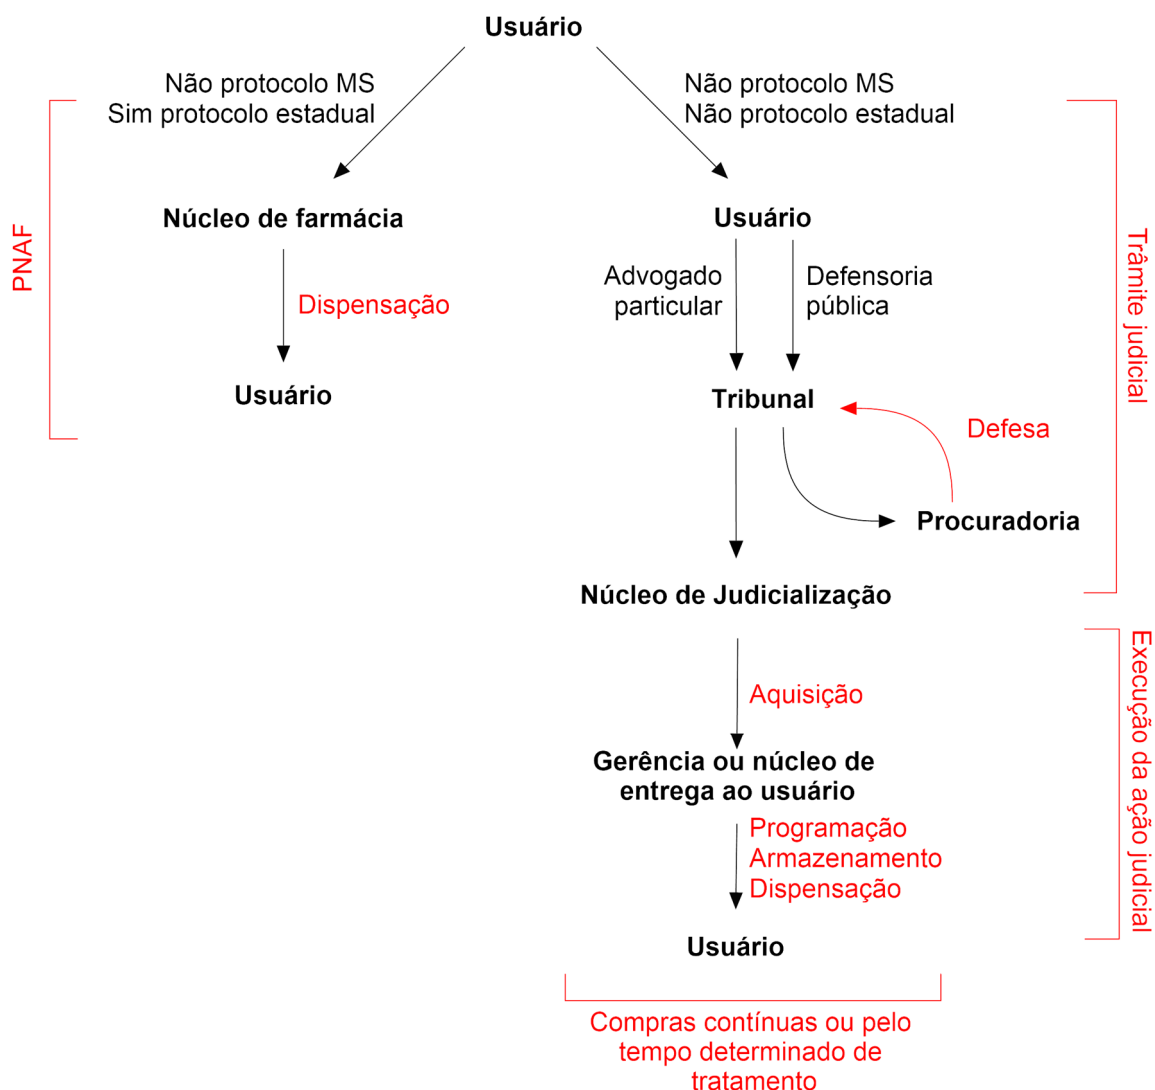 Usuário
Não protocolo MS
Sim protocolo estadual
Não protocolo MS
Não protocolo estadual
PNAF
Núcleo de farmácia
Dispensação
Usuário
Usuário
Advogado
particular
Defensoria
pública
Tribunal
Defesa
Procuradoria
Trâmite judicial
Núcleo de Judicialização
Aquisição
Gerência ou núcleo de
entrega ao usuário
Programação
Armazenamento
Dispensação
Usuário
Execução da ação judicial
Compras contínuas ou pelo
tempo determinado de
tratamento